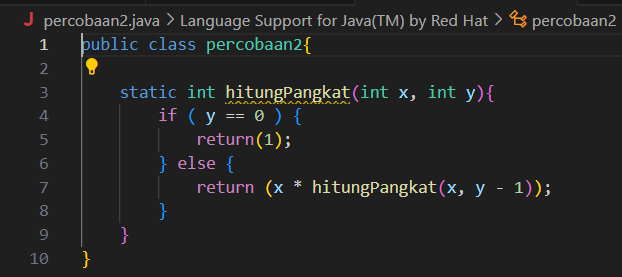 percobaan2.java > Language Support for Java(TM) by Red Hat > percobaan2
1 public class percobaan2{
2
3 static int hitungPangkat(int x, int y){
4 if ( y == 0 ) {
5 return(1);
6 } else {
7 return (x * hitungPangkat(x, y - 1));
8 }
9 }
10 }